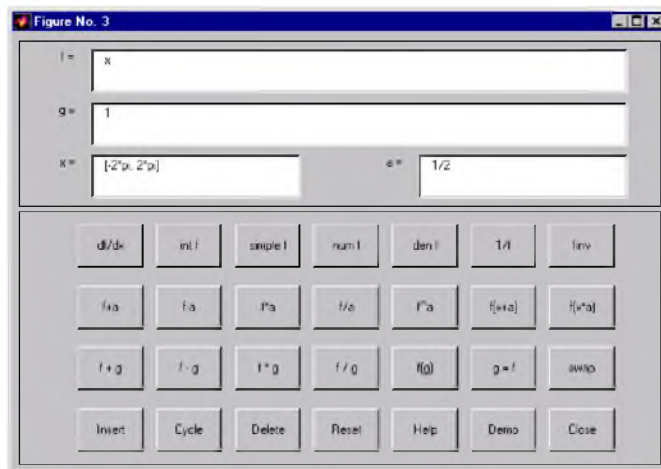 Figure No. 3
f = x
g = 1
x = [-2*pi, 2*pi] a = 1/2
df/dx int f simple f num f den f 1/f finv
f+a f-a f*a f/a f^a f(x+a) f(x*a)
f + g f - g f * g f / g f(g) g = f swap
Insert Cycle Delete Reset Help Demo Close